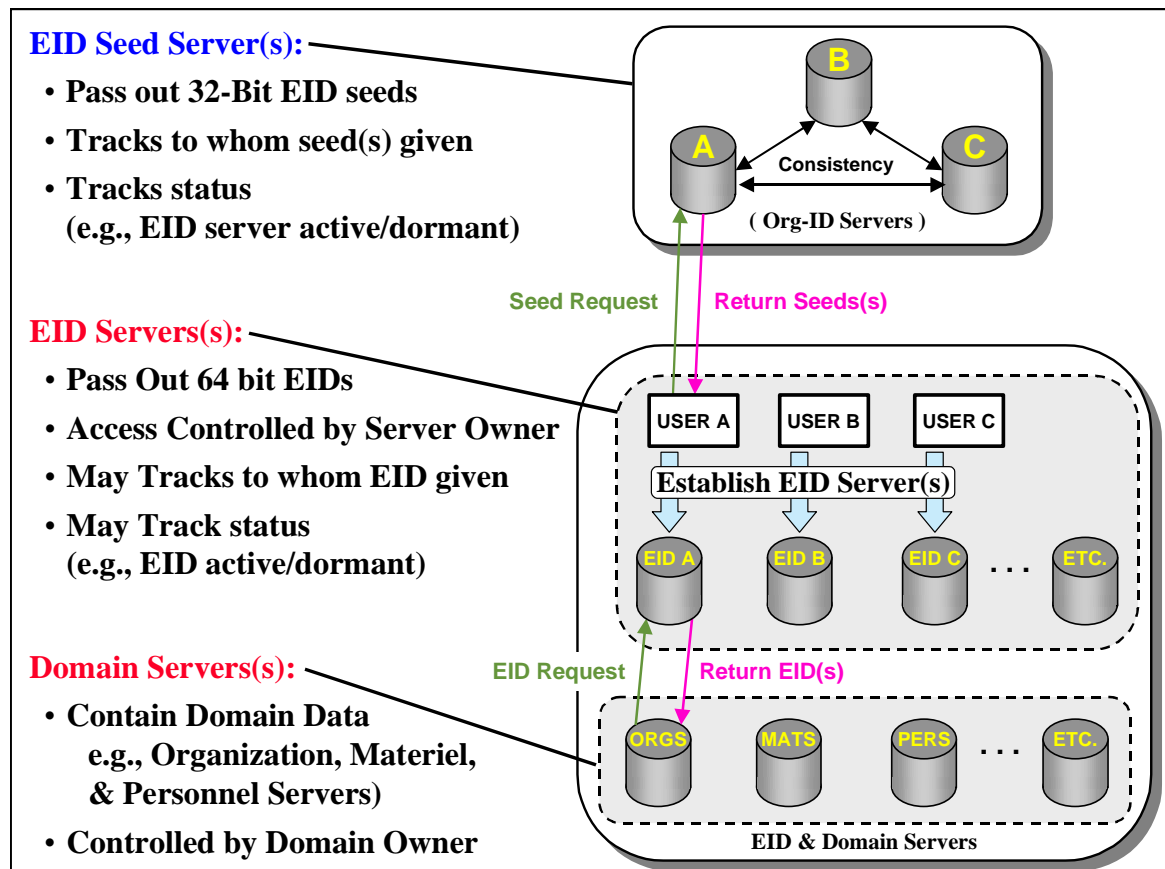 EID Seed Server(s):
• Pass out 32-Bit EID seeds
• Tracks to whom seed(s) given
• Tracks status
(e.g., EID server active/dormant)
B
A
C
Consistency
( Org-ID Servers )
Seed Request
Return Seeds(s)
EID Servers(s):
• Pass Out 64 bit EIDs
• Access Controlled by Server Owner
• May Tracks to whom EID given
• May Track status
(e.g., EID active/dormant)
USER A
USER B
USER C
Establish EID Server(s)
EID A
EID B
EID C
. . .
ETC.
EID Request
Return EID(s)
Domain Servers(s):
• Contain Domain Data
e.g., Organization, Materiel,
& Personnel Servers)
• Controlled by Domain Owner
ORGS
MATS
PERS
. . .
ETC.
EID & Domain Servers